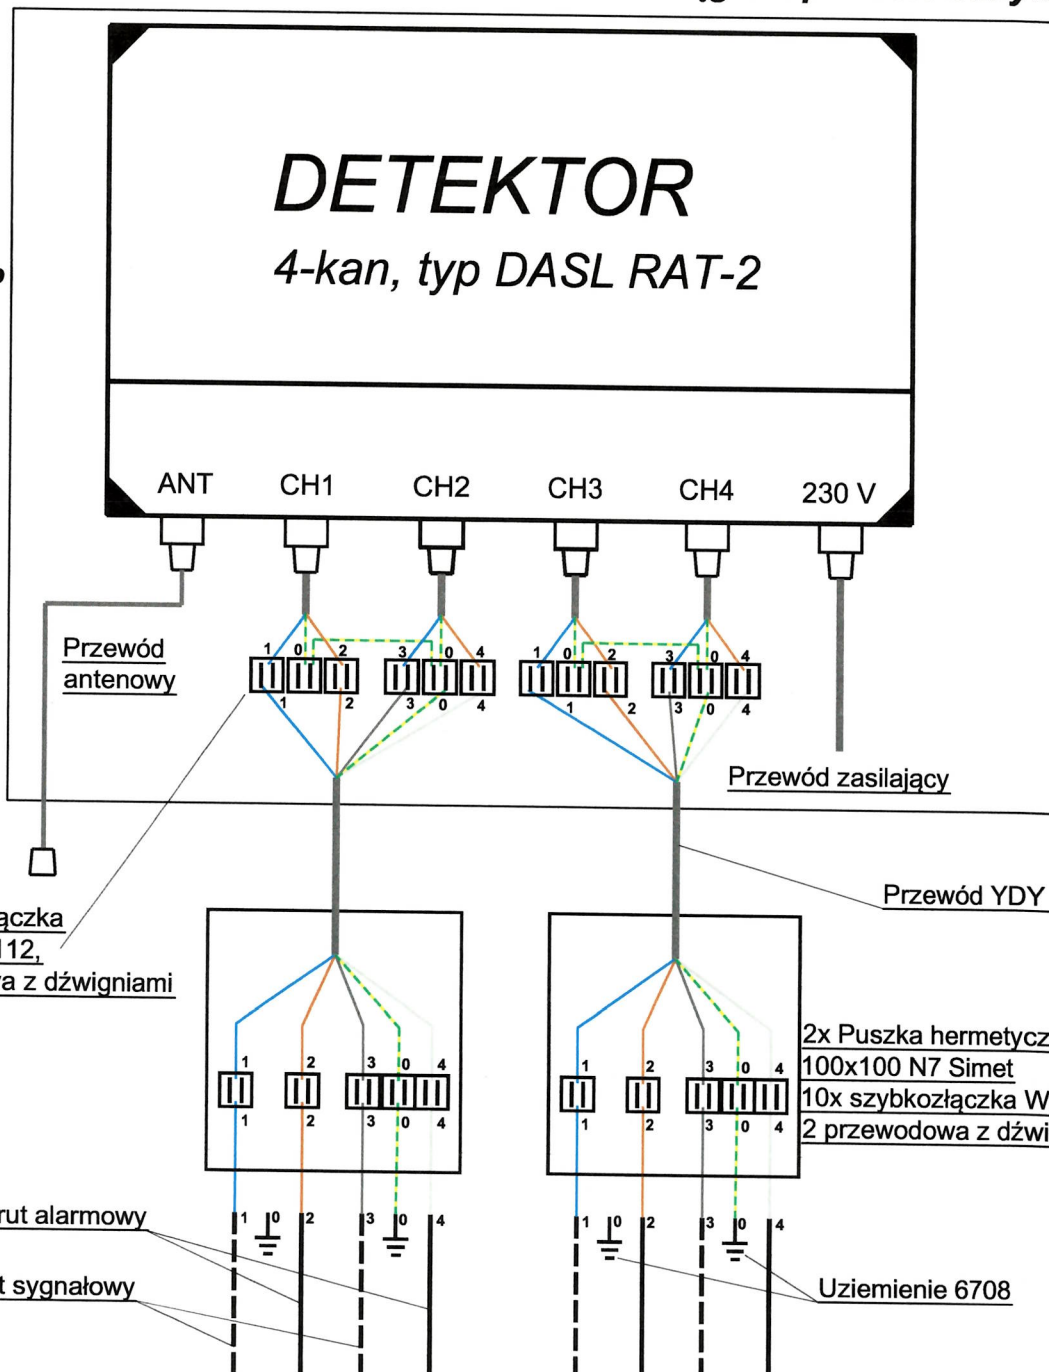 DETEKTOR
4-kan, typ DASL RAT-2
ANT CH1 CH2 CH3 CH4 230 V
1 0 2 3 0 4 1 0 2 3 0 4
1 2 3 0 4 1 2 3 0 4
Przewód
antenowy
Przewód zasilający
Przewód YDY
112,
z dźwigniami
2x Puszka
100x100 N7 Simet
10x szybkozłączka
2 przewodowa z
1 2 3 0 4 1 2 3 0 4
1 2 3 0 4 1 2 3 0 4
alarmowy
1 0 2 3 0 4 1 0 2 3 0 4
sygnałowy
Uziemienie 6708